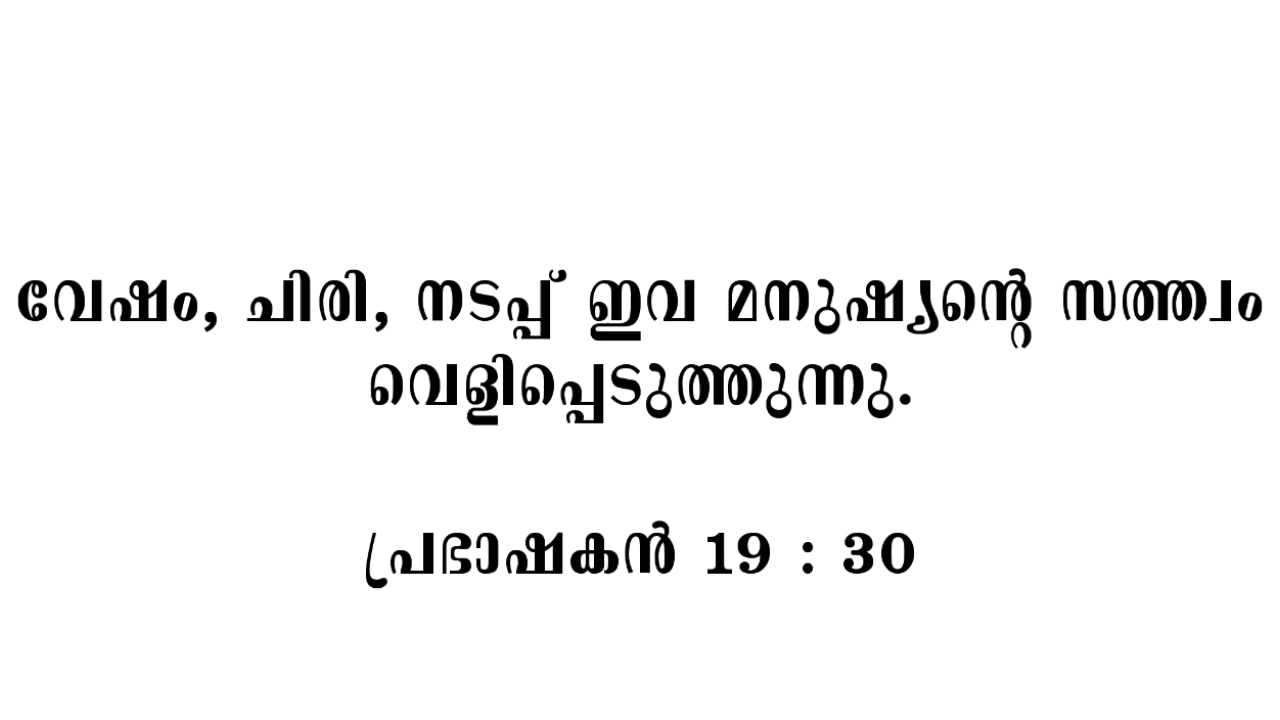 വേഷം, ചിരി, നടപ്പ് ഇവ മനുഷ്യന്റെ സത്ത്വം
വെളിപ്പെടുത്തുന്നു.
പ്രഭാഷകൻ 19 : 30